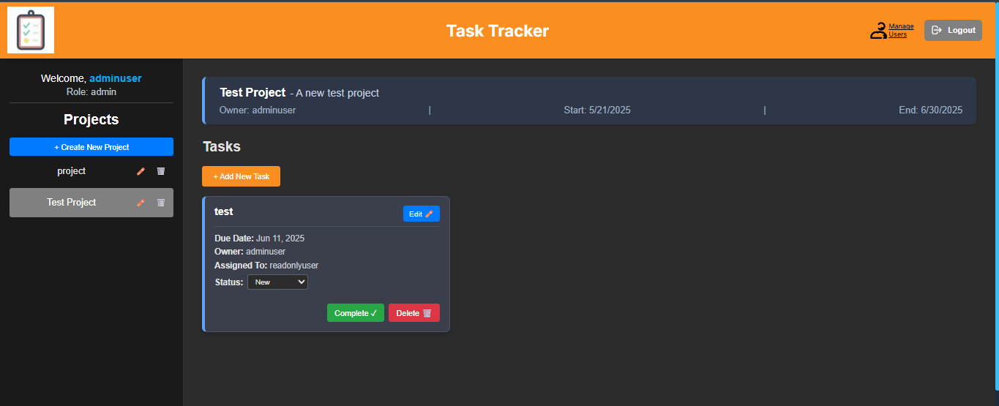 Task Tracker
Manage
Users
Logout
Welcome, adminuser
Role: admin
Projects
+ Create New Project
project
Test Project
Test Project - A new test project
Owner: adminuser | Start: 5/21/2025 | End: 6/30/2025
Tasks
+ Add New Task
test
Edit
Due Date: Jun 11, 2025
Owner: adminuser
Assigned To: readonlyuser
Status: New
Complete ✓
Delete